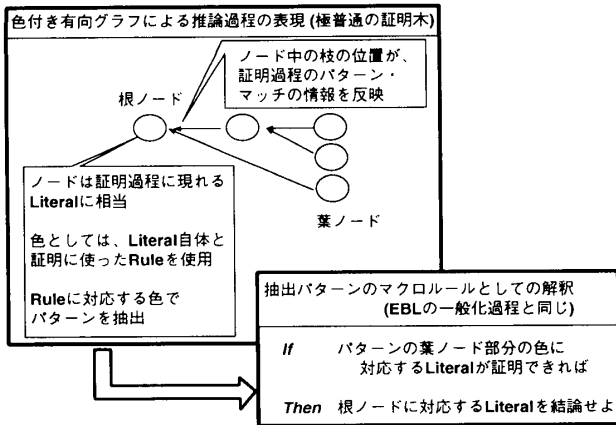 色付き有向グラフによる推論過程の表現 (極普通の証明木)
ノード中の枝の位置が、
証明過程のパターン・
マッチの情報を反映
根ノード
ノードは証明過程に現れる
Literalに相当
色としては、Literal自体と
証明に使ったRuleを使用
Ruleに対応する色で
パターンを抽出
葉ノード
抽出パターンのマクロルールとしての解釈
(EBLの一般化過程と同じ)
If パターンの葉ノード部分の色に
対応するLiteralが証明できれば
Then 根ノードに対応するLiteralを結論せよ